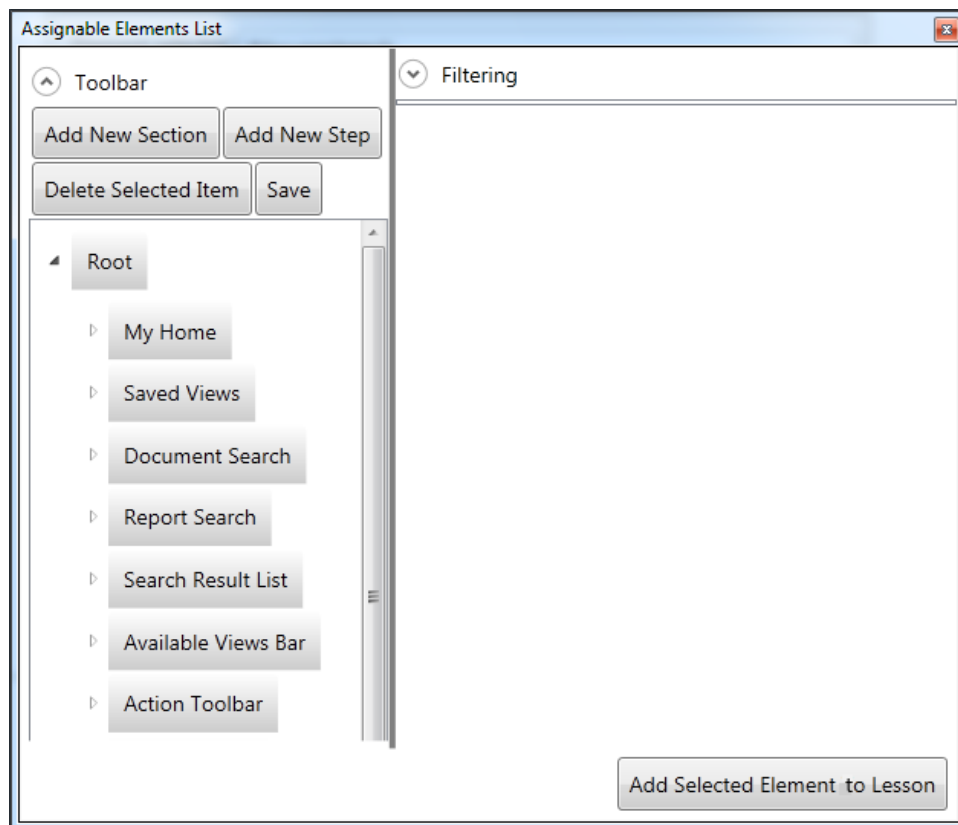 Assignable Elements List
Toolbar
Add New Section
Add New Step
Delete Selected Item
Save
Root
My Home
Saved Views
Document Search
Report Search
Search Result List
Available Views Bar
Action Toolbar
Filtering
Add Selected Element to Lesson